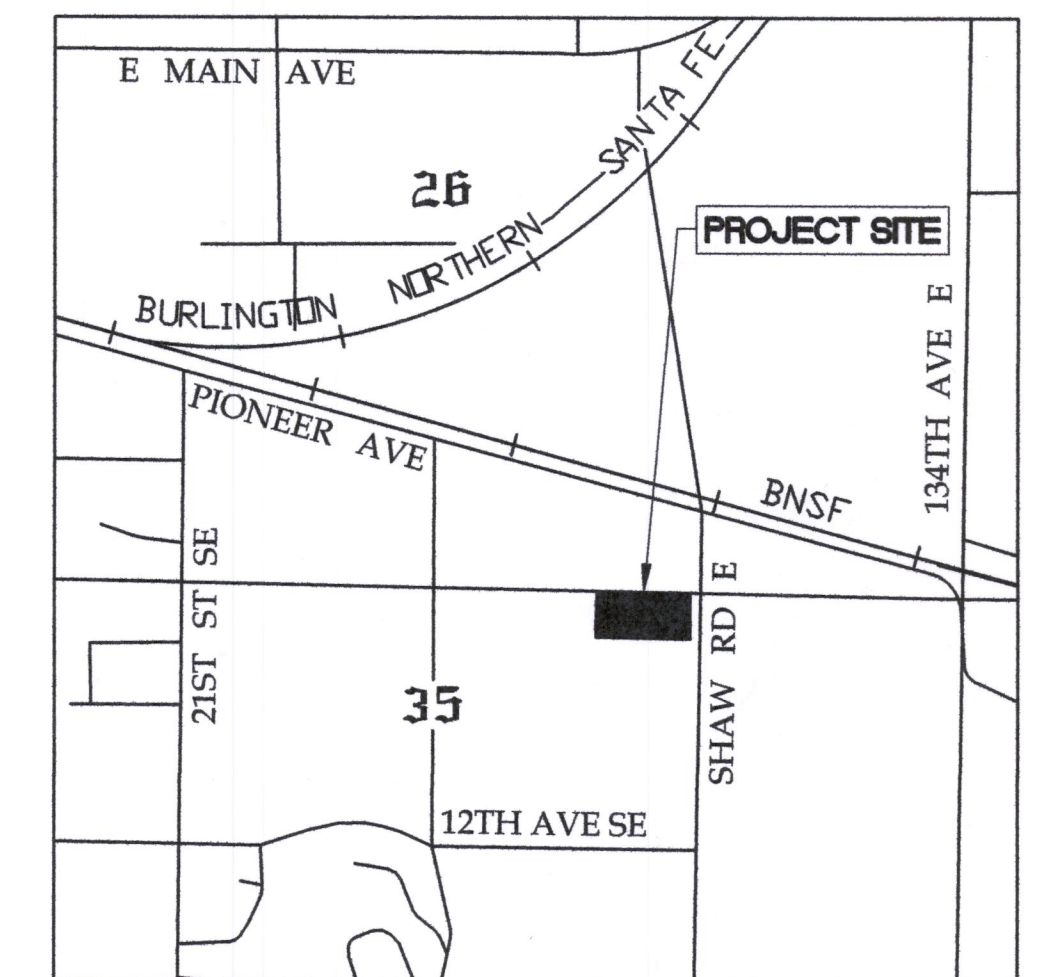 E MAIN AVE
SANTA FE
26
NORTHERN
PROJECT SITE
BURLINGTON
134TH AVE E
PIONEER AVE
BNSF
21ST ST SE
SHAW RD E
35
12TH AVE SE